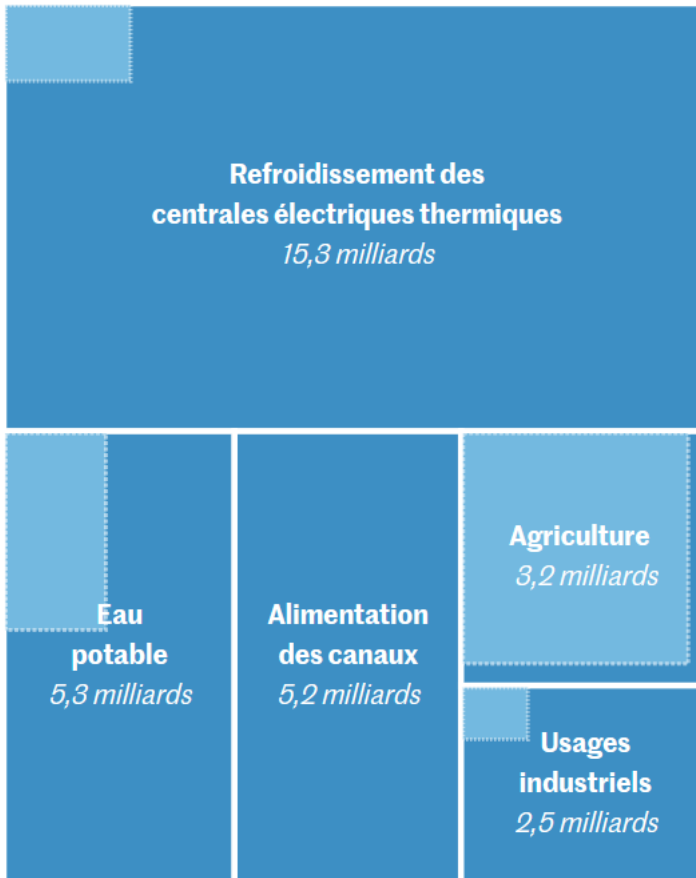 Refroidissement des
centrales électriques thermiques
15,3 milliards
Eau
potable
5,3 milliards
Alimentation
des canaux
5,2 milliards
Agriculture
3,2 milliards
Usages
industriels
2,5 milliards